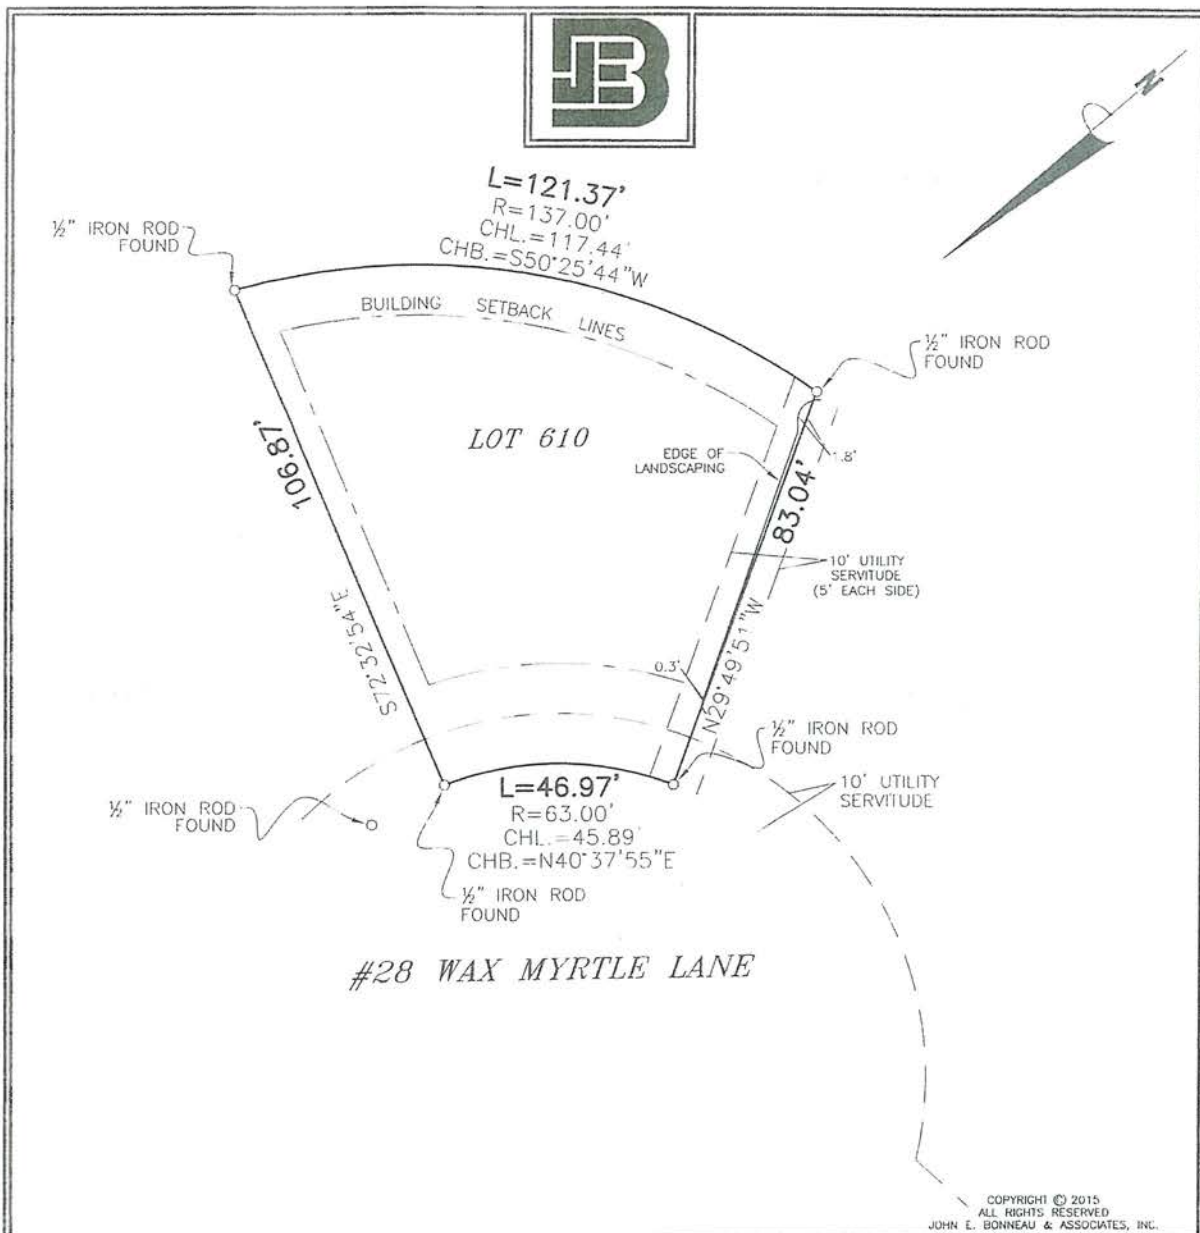 JEB
N
L=121.37'
R=137.00'
CHL.=117.44'
CHB.=S50°25'44"W
½" IRON ROD
FOUND
BUILDING SETBACK LINES
½" IRON ROD
FOUND
LOT 610
EDGE OF
LANDSCAPING
1.8'
106.87'
83.04'
10' UTILITY
SERVITUDE
(5' EACH SIDE)
S72°32'54"E
N29°49'51"W
0.3'
½" IRON ROD
FOUND
10' UTILITY
SERVITUDE
L=46.97'
R=63.00'
CHL.=45.89'
CHB.=N40°37'55"E
½" IRON ROD
FOUND
½" IRON ROD
FOUND
#28 WAX MYRTLE LANE
COPYRIGHT © 2015
ALL RIGHTS RESERVED
JOHN E. BONNEAU & ASSOCIATES, INC.